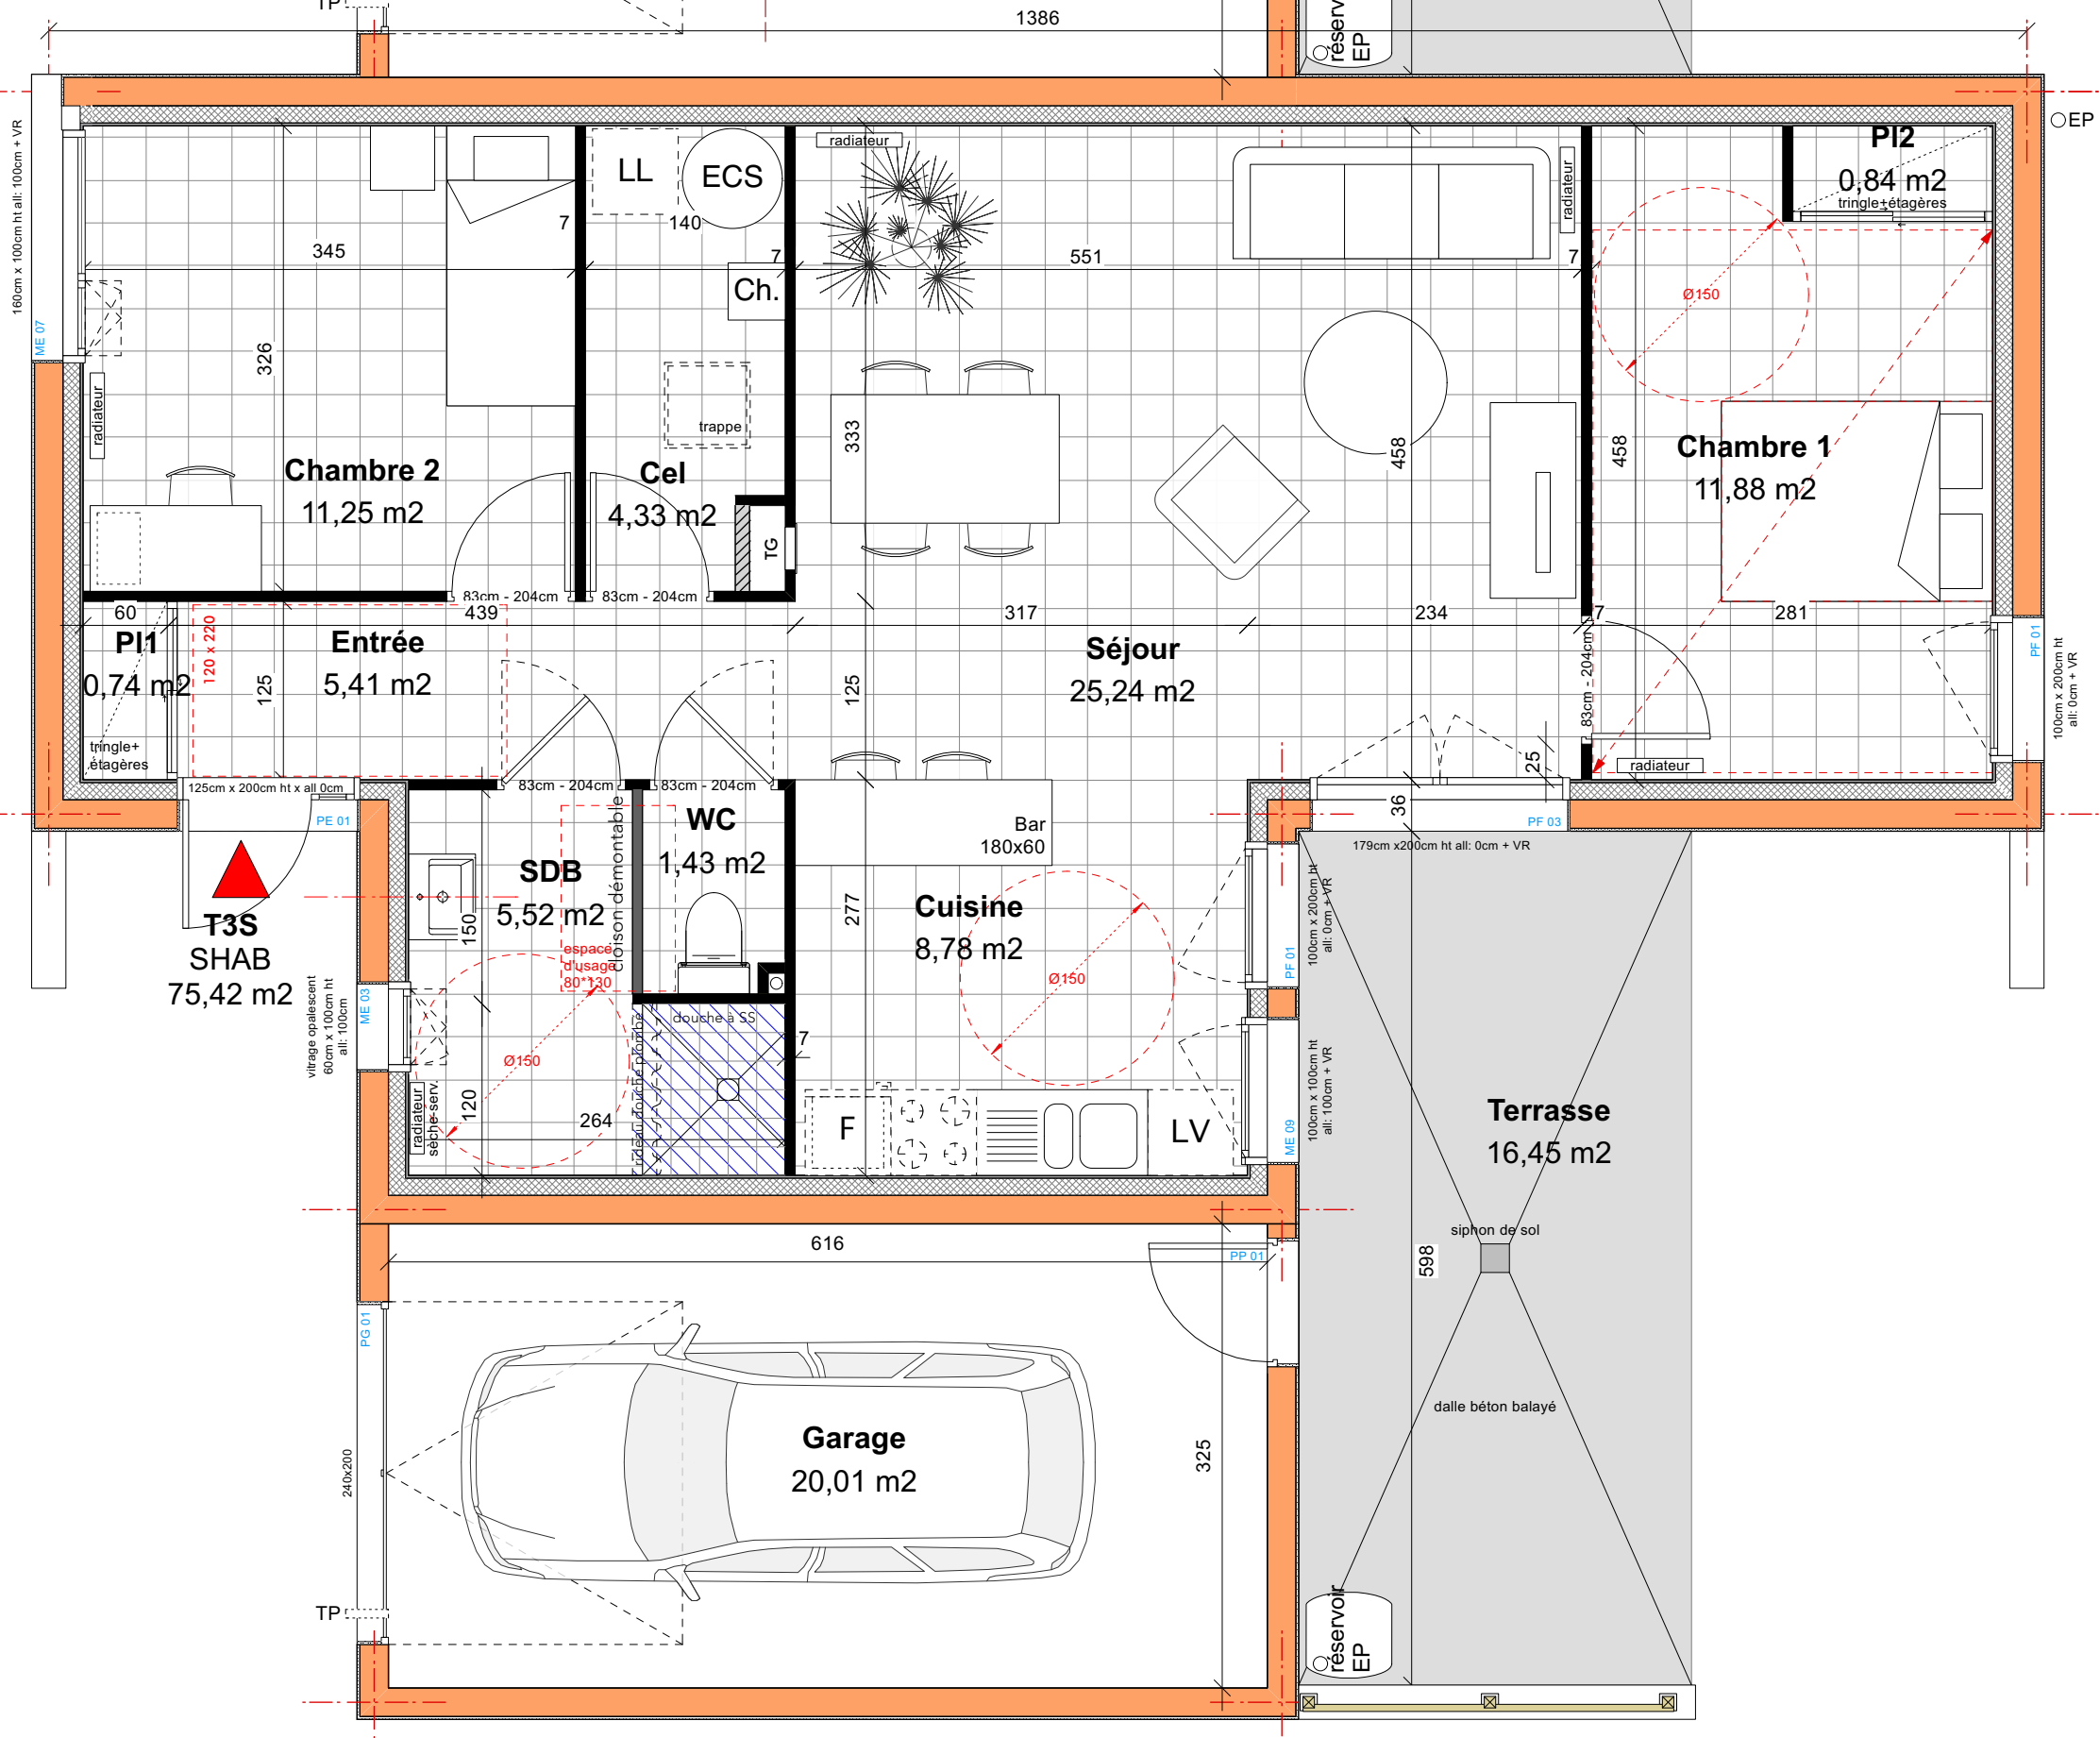 TP
1386
réserv
EP
EP
160cm x 100cm ht all: 100cm + VR
ME 07
radiateur
345
326
Chambre 2
11,25 m2
7
LL
ECS
140
7
Ch.
trappe
Cel
4,33 m2
TG
83cm - 204cm
83cm - 204cm
radiateur
551
333
458
radiateur
7
Pl2
0,84 m2
tringle+étagères
Ø150
458
Chambre 1
11,88 m2
60
439
317
234
7
281
Pl1
0,74 m2
tringle+
étagères
120 x 220
Entrée
5,41 m2
125
125
Séjour
25,24 m2
83cm - 204cm
25
radiateur
PF 01
100cm x 200cm ht
all: 0cm + VR
125cm x 200cm ht x all 0cm
PE 01
83cm - 204cm
83cm - 204cm
36
PF 03
179cm x200cm ht all: 0cm + VR
T3S
SHAB
75,42 m2
SDB
5,52 m2
150
cloison démontable
espace
d'usage
80*130
WC
1,43 m2
Bar
180x60
Cuisine
8,78 m2
277
Ø150
PF 01
100cm x 200cm ht
all: 0cm + VR
ME 03
vitrage opalescent
60cm x 100cm ht
all: 100cm
Ø150
radiateur
sèche-serv.
120
264
rideau douche plombé
douche à SS
7
F
LV
ME 09
100cm x 100cm ht
all: 100cm + VR
Terrasse
16,45 m2
siphon de sol
598
dalle béton balayé
616
PP 01
PG 01
240x200
Garage
20,01 m2
325
TP
réservoir
EP